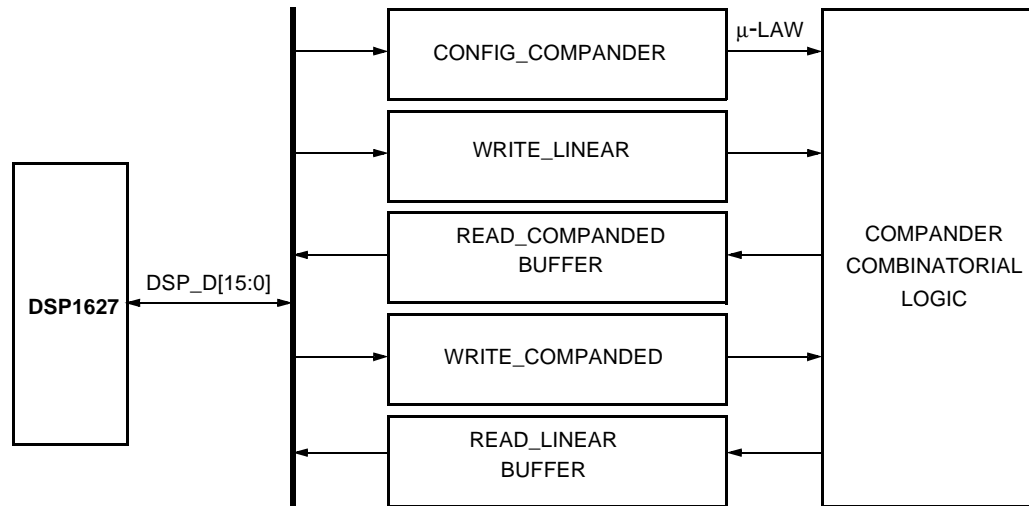 CONFIG_COMPANDER
μ-LAW
WRITE_LINEAR
READ_COMPANDED
BUFFER
COMPANDER
COMBINATORIAL
LOGIC
DSP1627
DSP_D[15:0]
WRITE_COMPANDED
READ_LINEAR
BUFFER